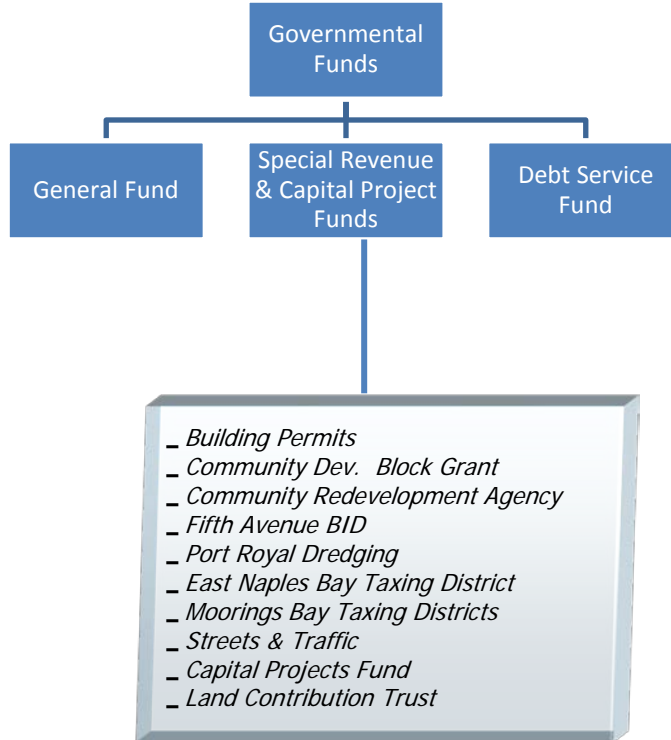 Governmental
Funds
General Fund
Special Revenue
& Capital Project
Funds
Debt Service
Fund
_ Building Permits
_ Community Dev.  Block Grant
_ Community Redevelopment Agency
_ Fifth Avenue BID
_ Port Royal Dredging
_ East Naples Bay Taxing District
_ Moorings Bay Taxing Districts
_ Streets & Traffic
_ Capital Projects Fund
_ Land Contribution Trust